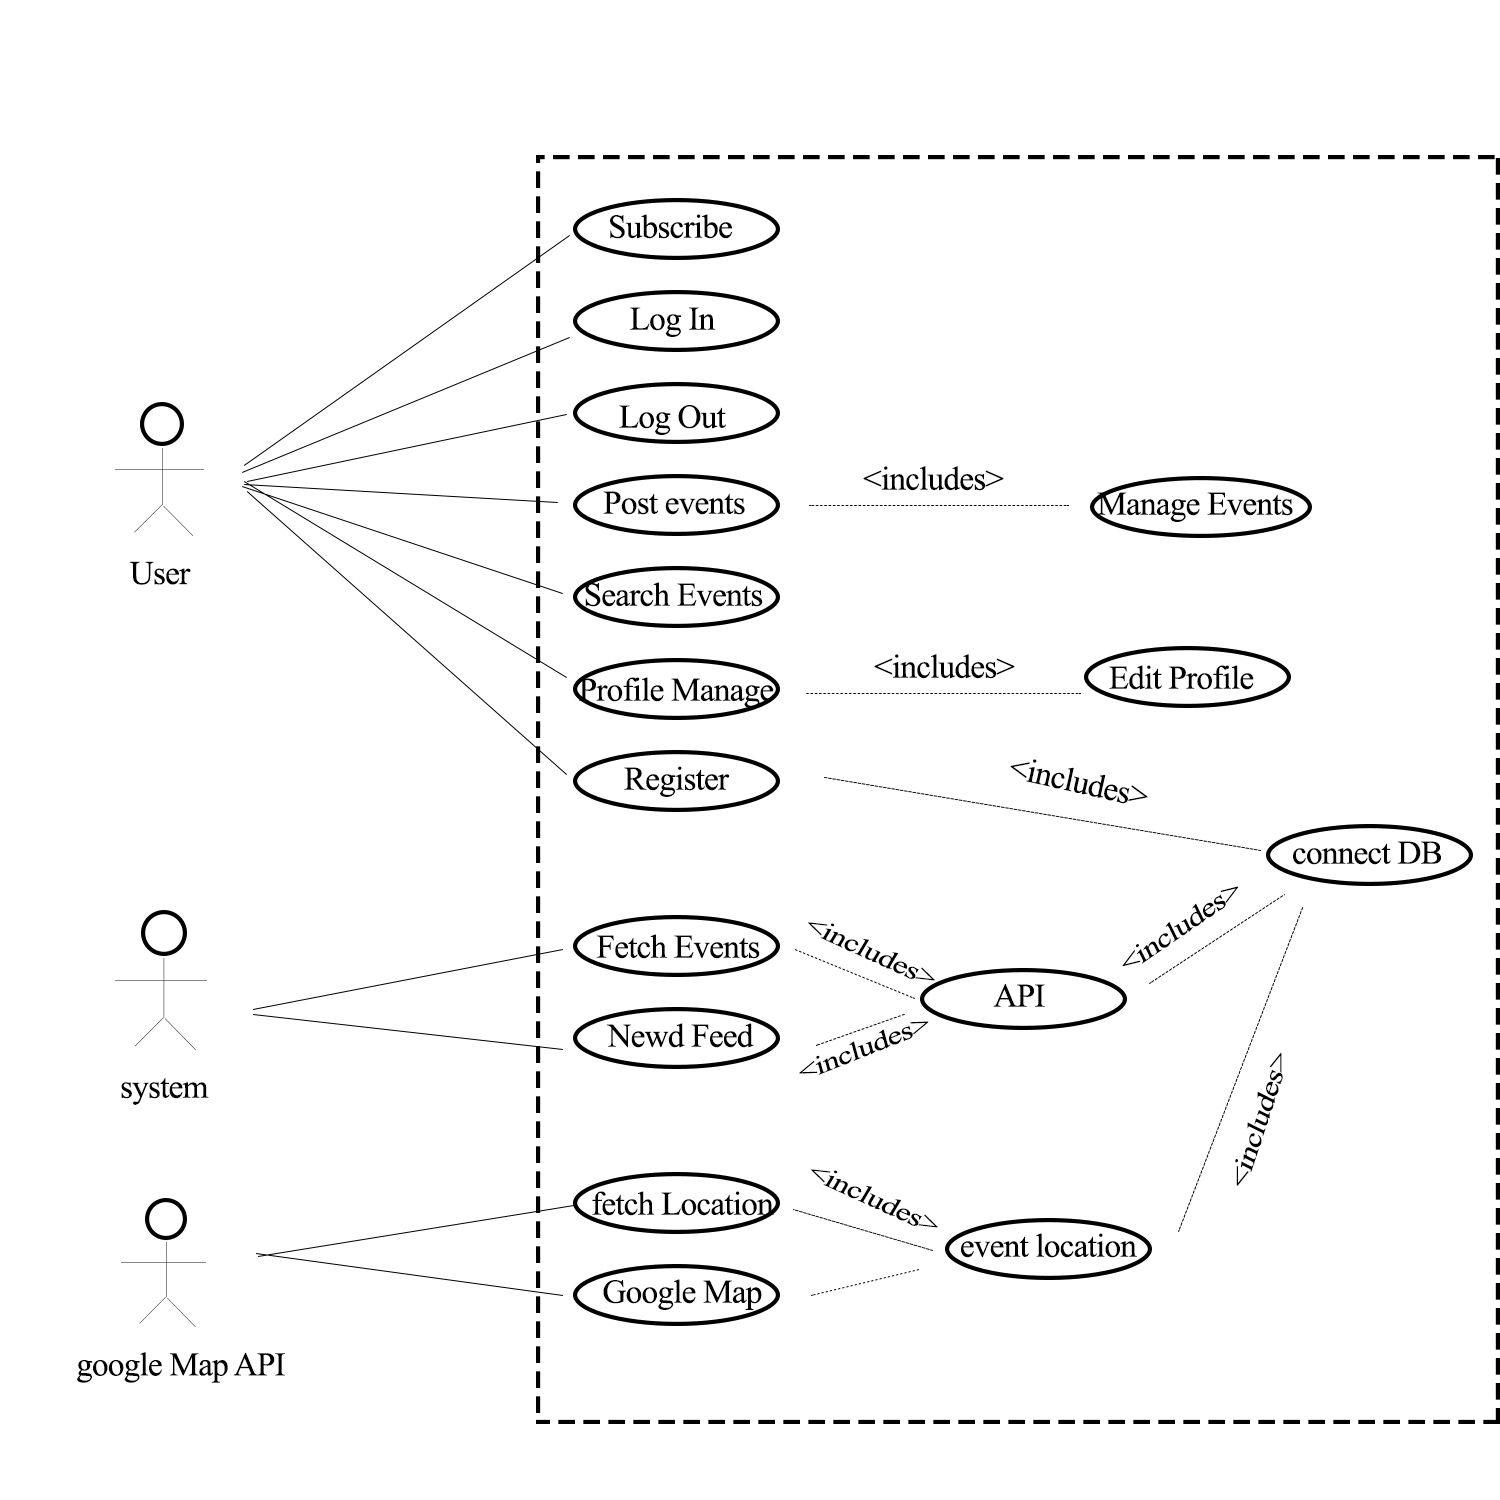 Subscribe
Log In
Log Out
Post events
<includes>
Manage Events
User
Search Events
Profile Manage
<includes>
Edit Profile
Register
<includes>
connect DB
system
Fetch Events
<includes>
<includes>
API
Newd Feed
<includes>
<includes>
google Map API
fetch Location
<includes>
event location
Google Map